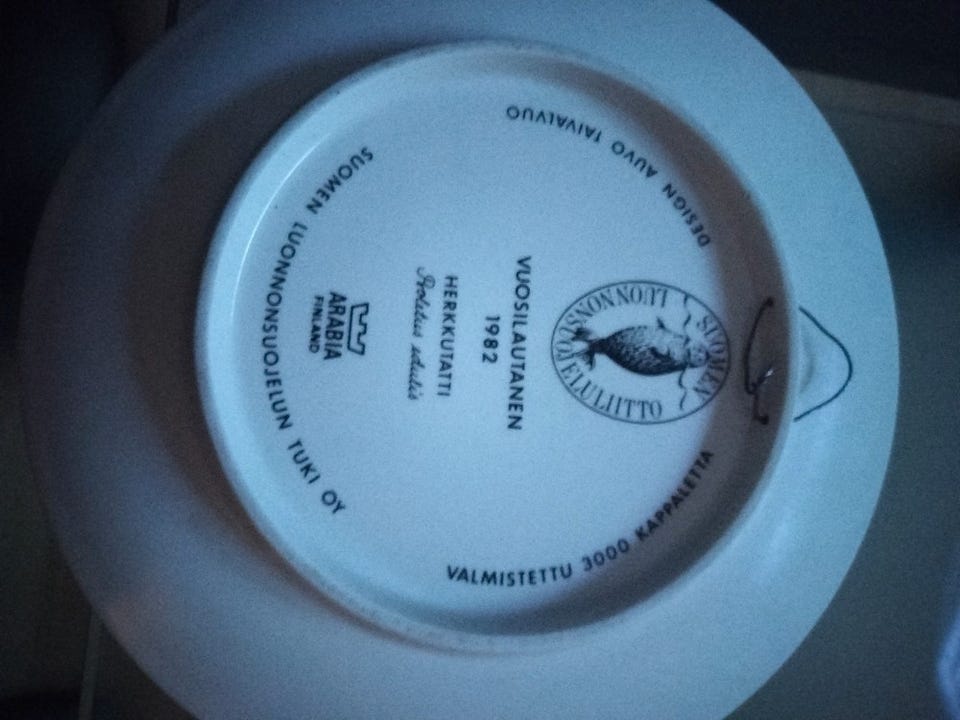 DESIGN AUVO TAIVALVUO
SUOMEN LUONNONSUOJELULIITTO
VALMISTETTU 3000 KAPPALETTA
VUOSILAUTANEN
1982
HERKKUTATTI
Boletus edulis
ARABIA
FINLAND
SUOMEN LUONNONSUOJELUN TUKI OY